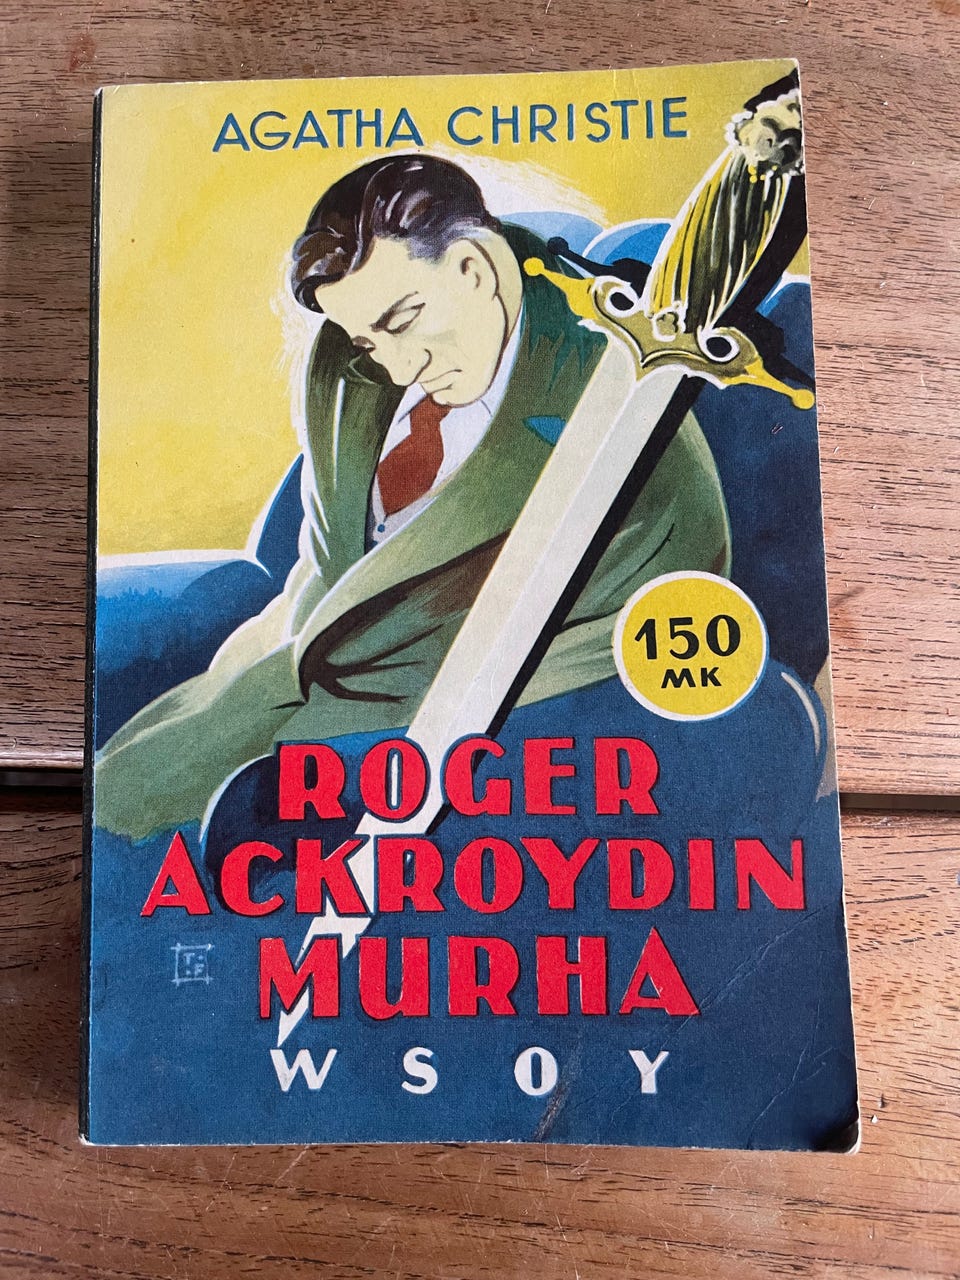 AGATHA CHRISTIE
150
MK
ROGER
ACKROYDIN
MURHA
T.
.F
WSOY